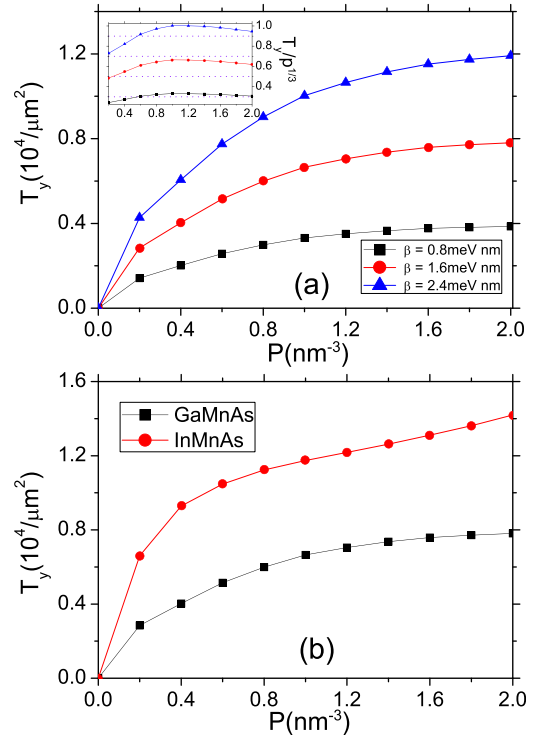 1.0
0.8
0.6
0.4
T_y/p^{1/3}
0.4 0.8 1.2 1.6 2.0
1.2
0.8
0.4
0.0
T_y(10^4/μm^2)
(a)
β = 0.8meV nm
β = 1.6meV nm
β = 2.4meV nm
0.0 0.4 0.8 1.2 1.6 2.0
P(nm^{-3})
1.6
1.2
0.8
0.4
0.0
T_y(10^4/μm^2)
GaMnAs
InMnAs
(b)
0.0 0.4 0.8 1.2 1.6 2.0
P(nm^{-3})